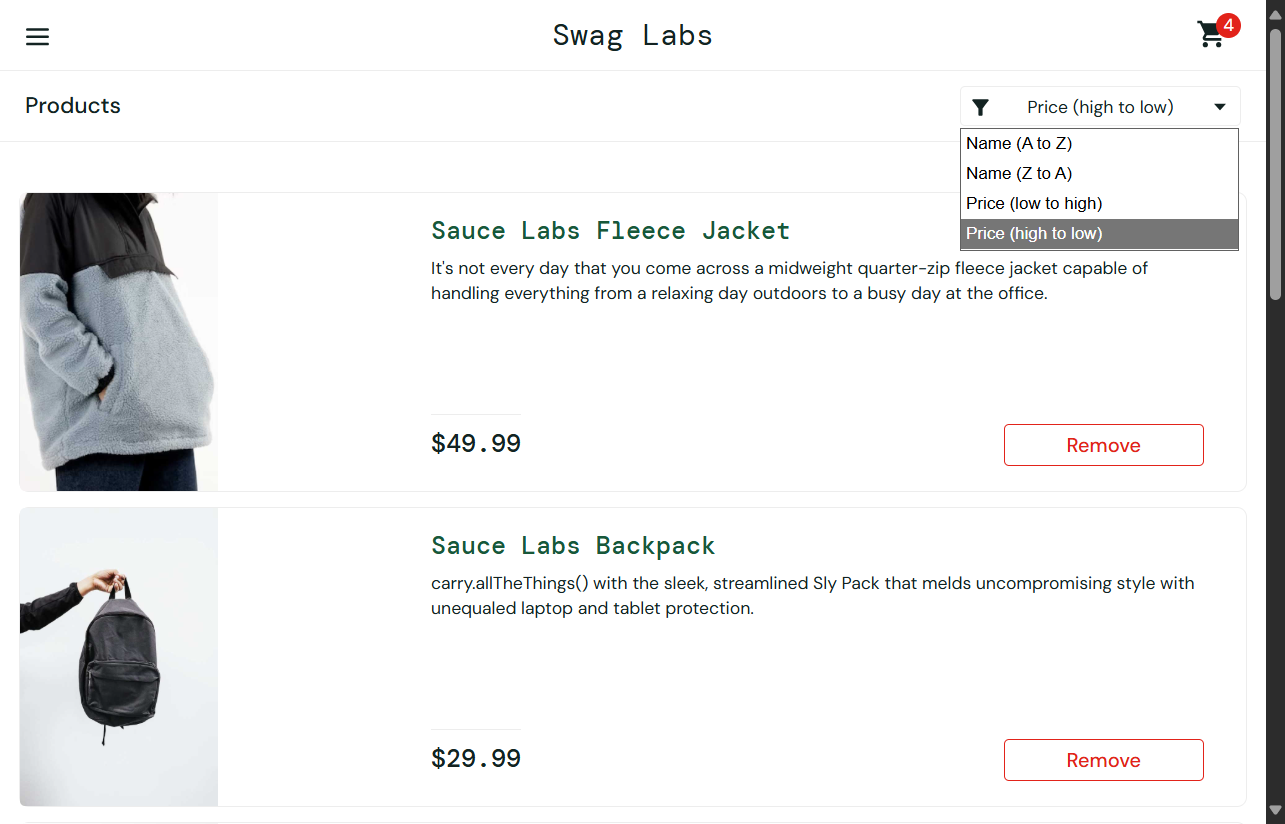 Swag Labs
4
Products
Price (high to low)
Name (A to Z)
Name (Z to A)
Price (low to high)
Price (high to low)
Sauce Labs Fleece Jacket
It's not every day that you come across a midweight quarter-zip fleece jacket capable of
handling everything from a relaxing day outdoors to a busy day at the office.
$49.99
Remove
Sauce Labs Backpack
carry.allTheThings() with the sleek, streamlined Sly Pack that melds uncompromising style with
unequaled laptop and tablet protection.
$29.99
Remove